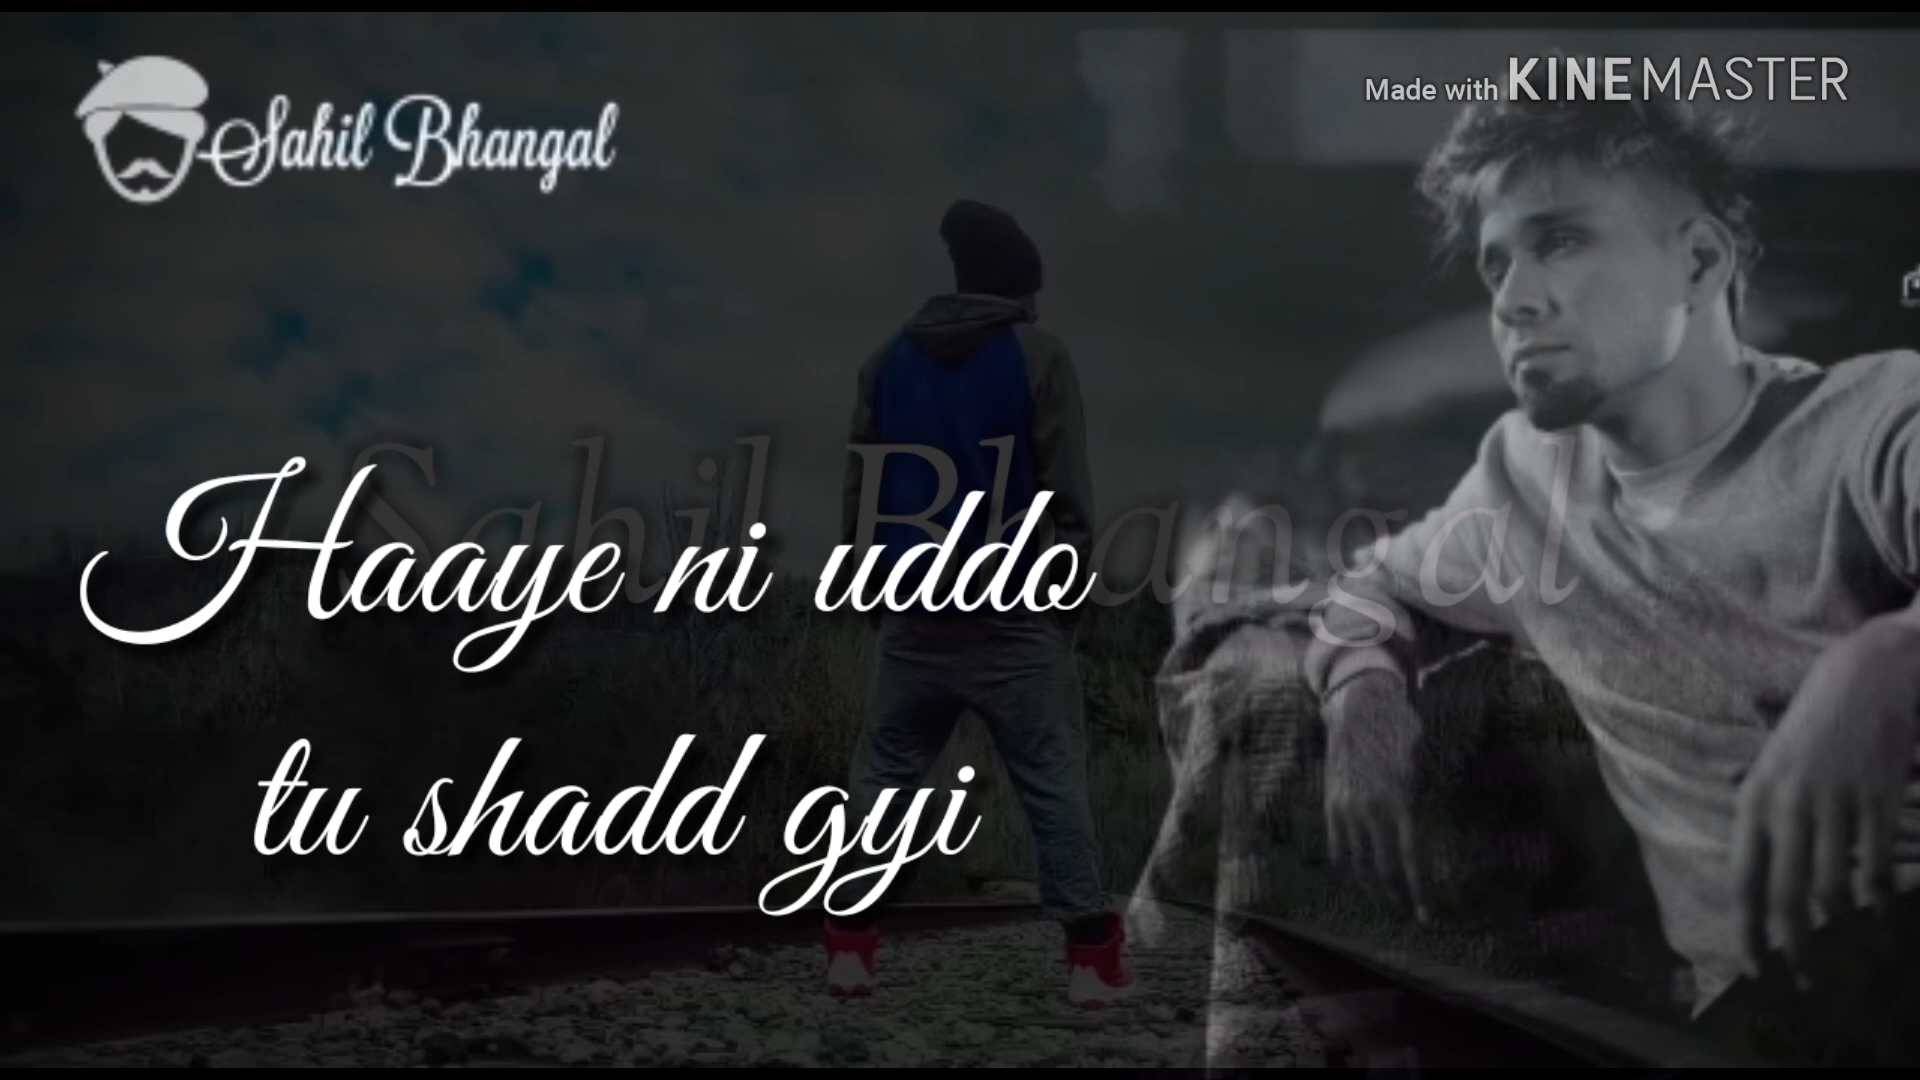 Sahil Bhangal
Made with KINEMASTER
Sahil Bhangal
Haaye ni uddo
tu shadd gyi